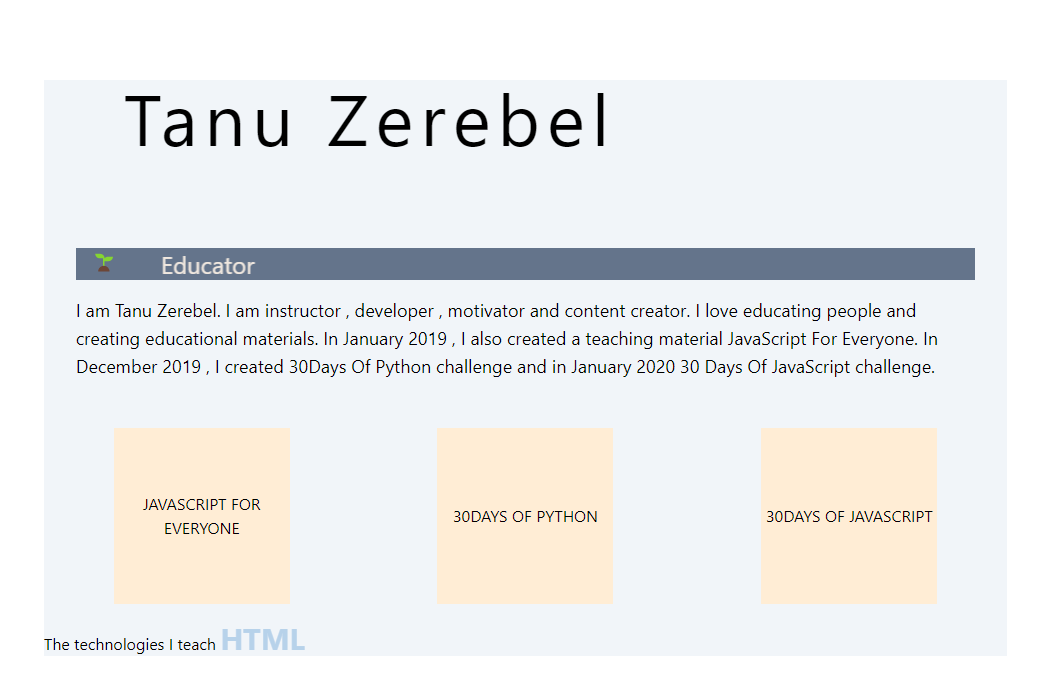 Tanu Zerebel
🌱 Educator
I am Tanu Zerebel. I am instructor , developer , motivator and content creator. I love educating people and
creating educational materials. In January 2019 , I also created a teaching material JavaScript For Everyone. In
December 2019 , I created 30Days Of Python challenge and in January 2020 30 Days Of JavaScript challenge.
JAVASCRIPT FOR
EVERYONE
30DAYS OF PYTHON
30DAYS OF JAVASCRIPT
The technologies I teach HTML